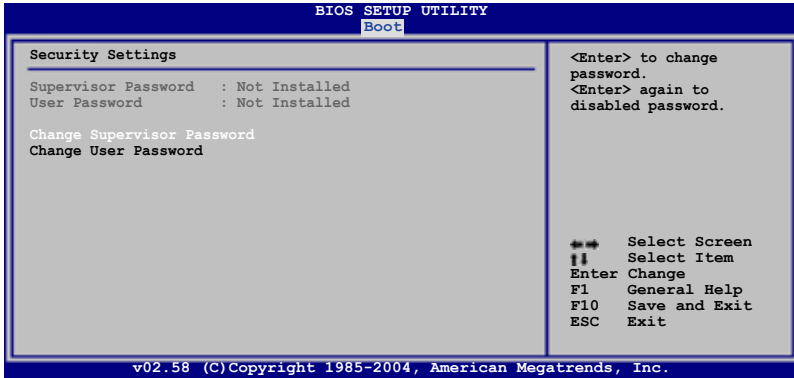 BIOS SETUP UTILITY
Boot
Security Settings
Supervisor Password : Not Installed
User Password : Not Installed
Change Supervisor Password
Change User Password
<Enter> to change
password.
<Enter> again to
disabled password.
Select Screen
Select Item
Enter Change
F1 General Help
F10 Save and Exit
ESC Exit
v02.58 (C)Copyright 1985-2004, American Megatrends, Inc.